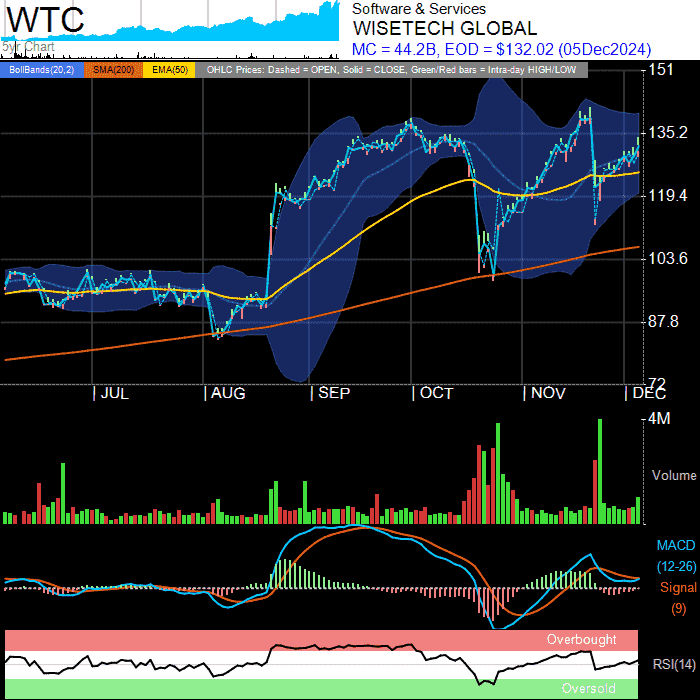 WTC
5yr Chart
Software & Services
WISETECH GLOBAL
MC = 44.2B, EOD = $132.02 (05Dec2024)
BollBands(20,2) SMA(200) EMA(50) OHLC Prices: Dashed = OPEN, Solid = CLOSE, Green/Red bars = Intra-day HIGH/LOW
151
135.2
119.4
103.6
87.8
72
JUL AUG SEP OCT NOV DEC
4M
Volume
MACD
(12-26)
Signal
(9)
Overbought
RSI(14)
Oversold